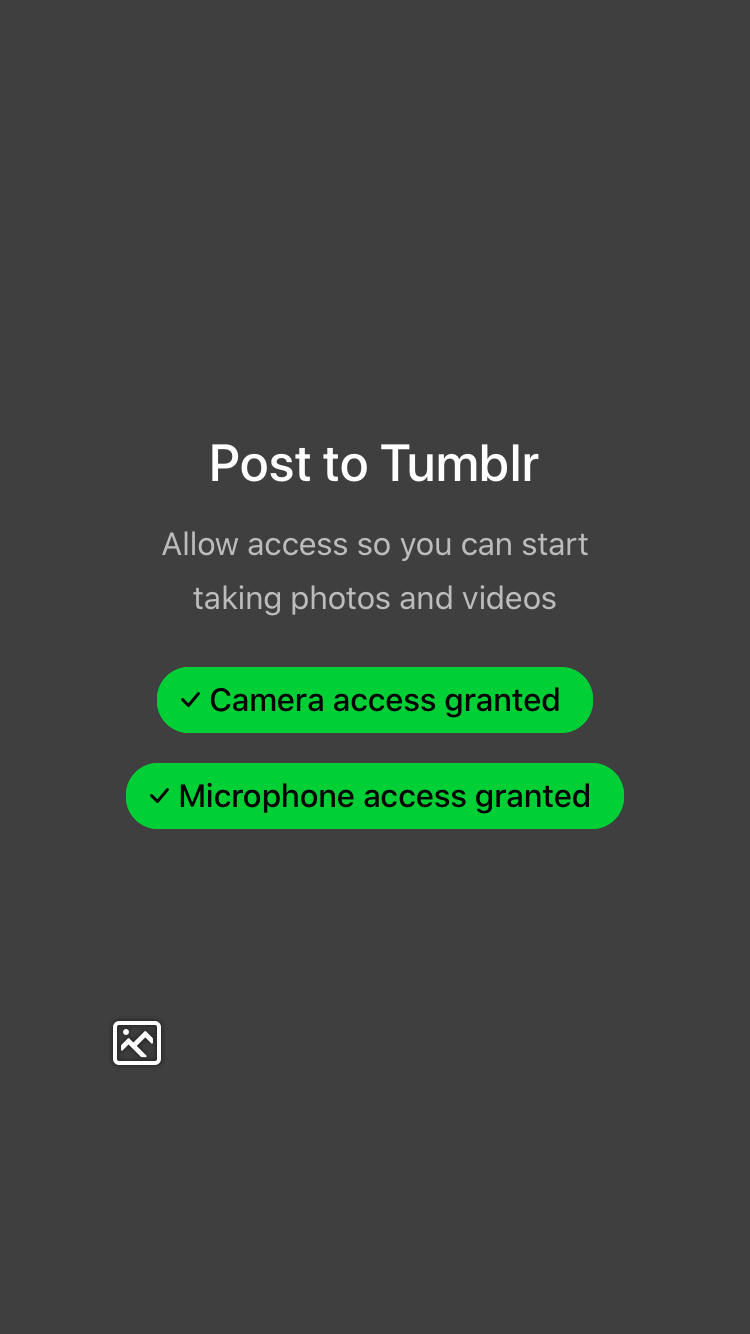 Post to Tumblr
Allow access so you can start
taking photos and videos
✓ Camera access granted
✓ Microphone access granted